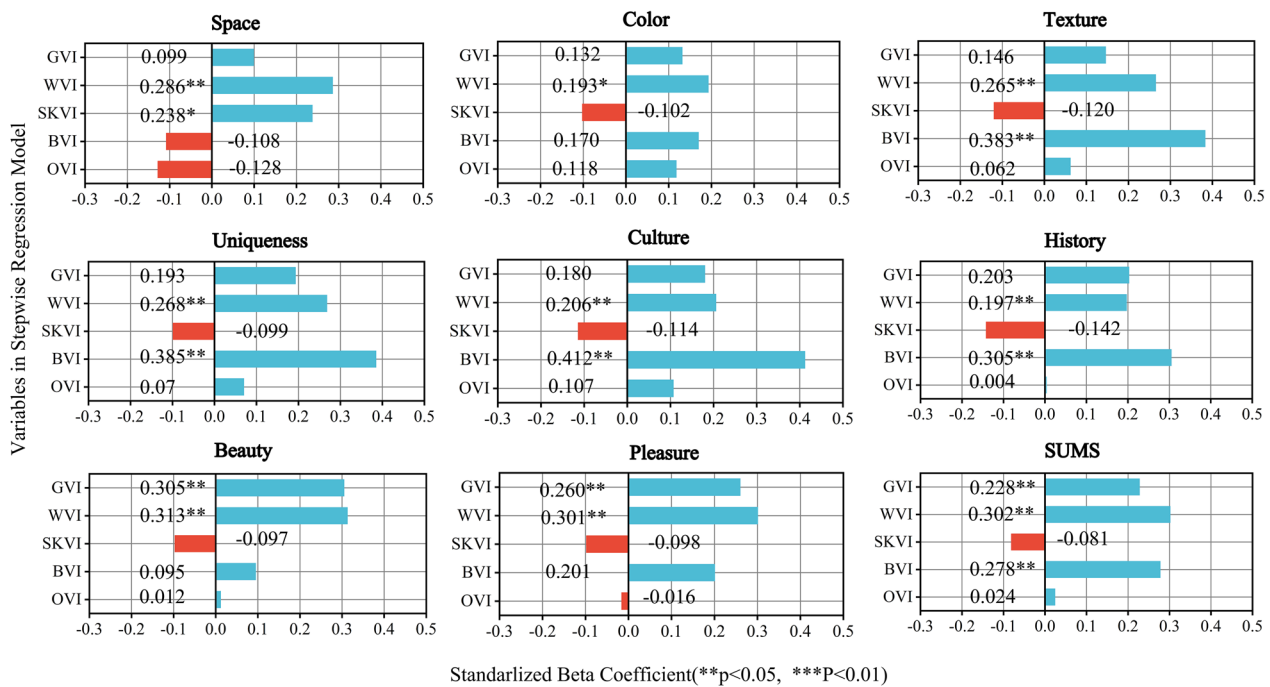 Variables in Stepwise Regression Model
Space
GVI 0.099
WVI 0.286**
SKVI 0.238*
BVI -0.108
OVI -0.128
-0.3 -0.2 -0.1 0.0 0.1 0.2 0.3 0.4 0.5
Color
GVI 0.132
WVI 0.193*
SKVI -0.102
BVI 0.170
OVI 0.118
-0.3 -0.2 -0.1 0.0 0.1 0.2 0.3 0.4 0.5
Texture
GVI 0.146
WVI 0.265**
SKVI -0.120
BVI 0.383**
OVI 0.062
-0.3 -0.2 -0.1 0.0 0.1 0.2 0.3 0.4 0.5
Uniqueness
GVI 0.193
WVI 0.268**
SKVI -0.099
BVI 0.385**
OVI 0.07
-0.3 -0.2 -0.1 0.0 0.1 0.2 0.3 0.4 0.5
Culture
GVI 0.180
WVI 0.206**
SKVI -0.114
BVI 0.412**
OVI 0.107
-0.3 -0.2 -0.1 0.0 0.1 0.2 0.3 0.4 0.5
History
GVI 0.203
WVI 0.197**
SKVI -0.142
BVI 0.305**
OVI 0.004
-0.3 -0.2 -0.1 0.0 0.1 0.2 0.3 0.4 0.5
Beauty
GVI 0.305**
WVI 0.313**
SKVI -0.097
BVI 0.095
OVI 0.012
-0.3 -0.2 -0.1 0.0 0.1 0.2 0.3 0.4 0.5
Pleasure
GVI 0.260**
WVI 0.301**
SKVI -0.098
BVI 0.201
OVI -0.016
-0.3 -0.2 -0.1 0.0 0.1 0.2 0.3 0.4 0.5
SUMS
GVI 0.228**
WVI 0.302**
SKVI -0.081
BVI 0.278**
OVI 0.024
-0.3 -0.2 -0.1 0.0 0.1 0.2 0.3 0.4 0.5
Standarlized Beta Coefficient(**p<0.05, ***P<0.01)